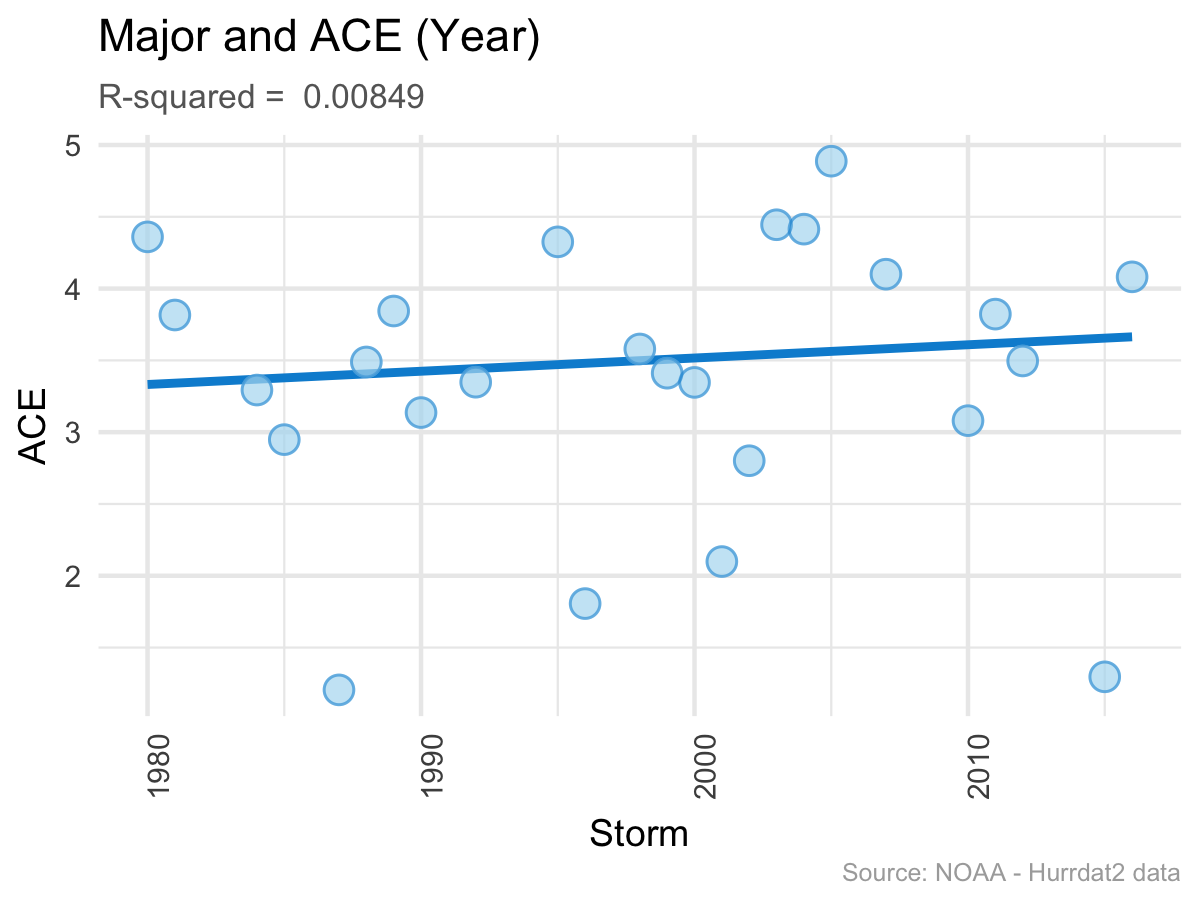 Major and ACE (Year)
R-squared =  0.00849
5
4
3
2
ACE
1980
1990
2000
2010
Storm
Source: NOAA - Hurrdat2 data